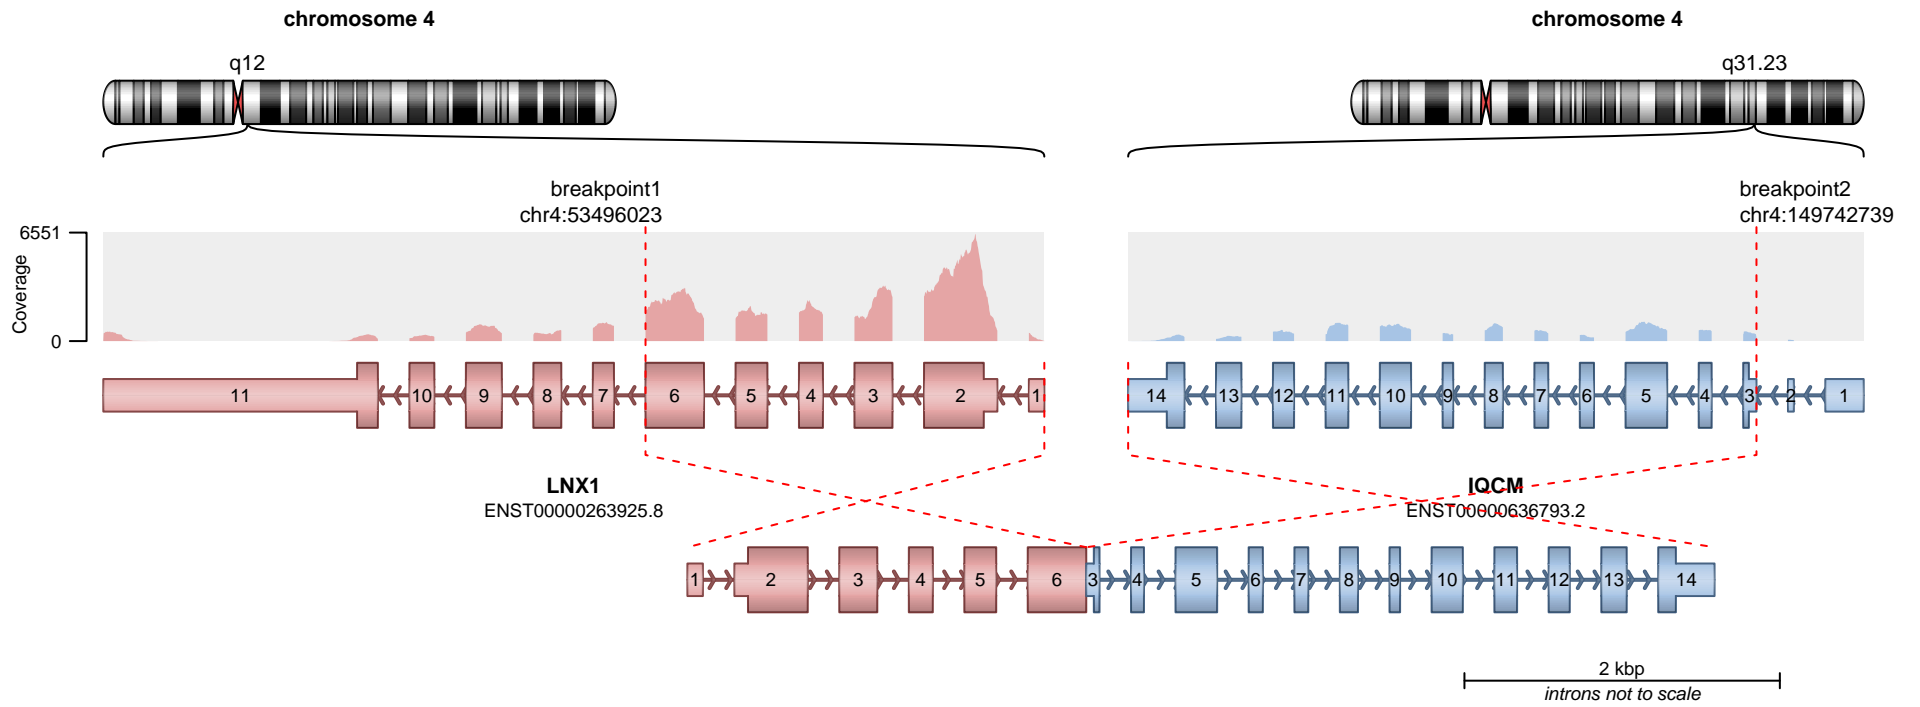 chromosome 4
chromosome 4
q12
q31.23
breakpoint1
chr4:53496023
breakpoint2
chr4:149742739
6551
Coverage
0
11 10 9 8 7 6 5 4 3 2 1
14 13 12 11 10 9 8 7 6 5 4 3 2 1
LNX1
ENST00000263925.8
IQCM
ENST00000636793.2
1 2 3 4 5 6 3 4 5 6 7 8 9 10 11 12 13 14
2 kbp
introns not to scale